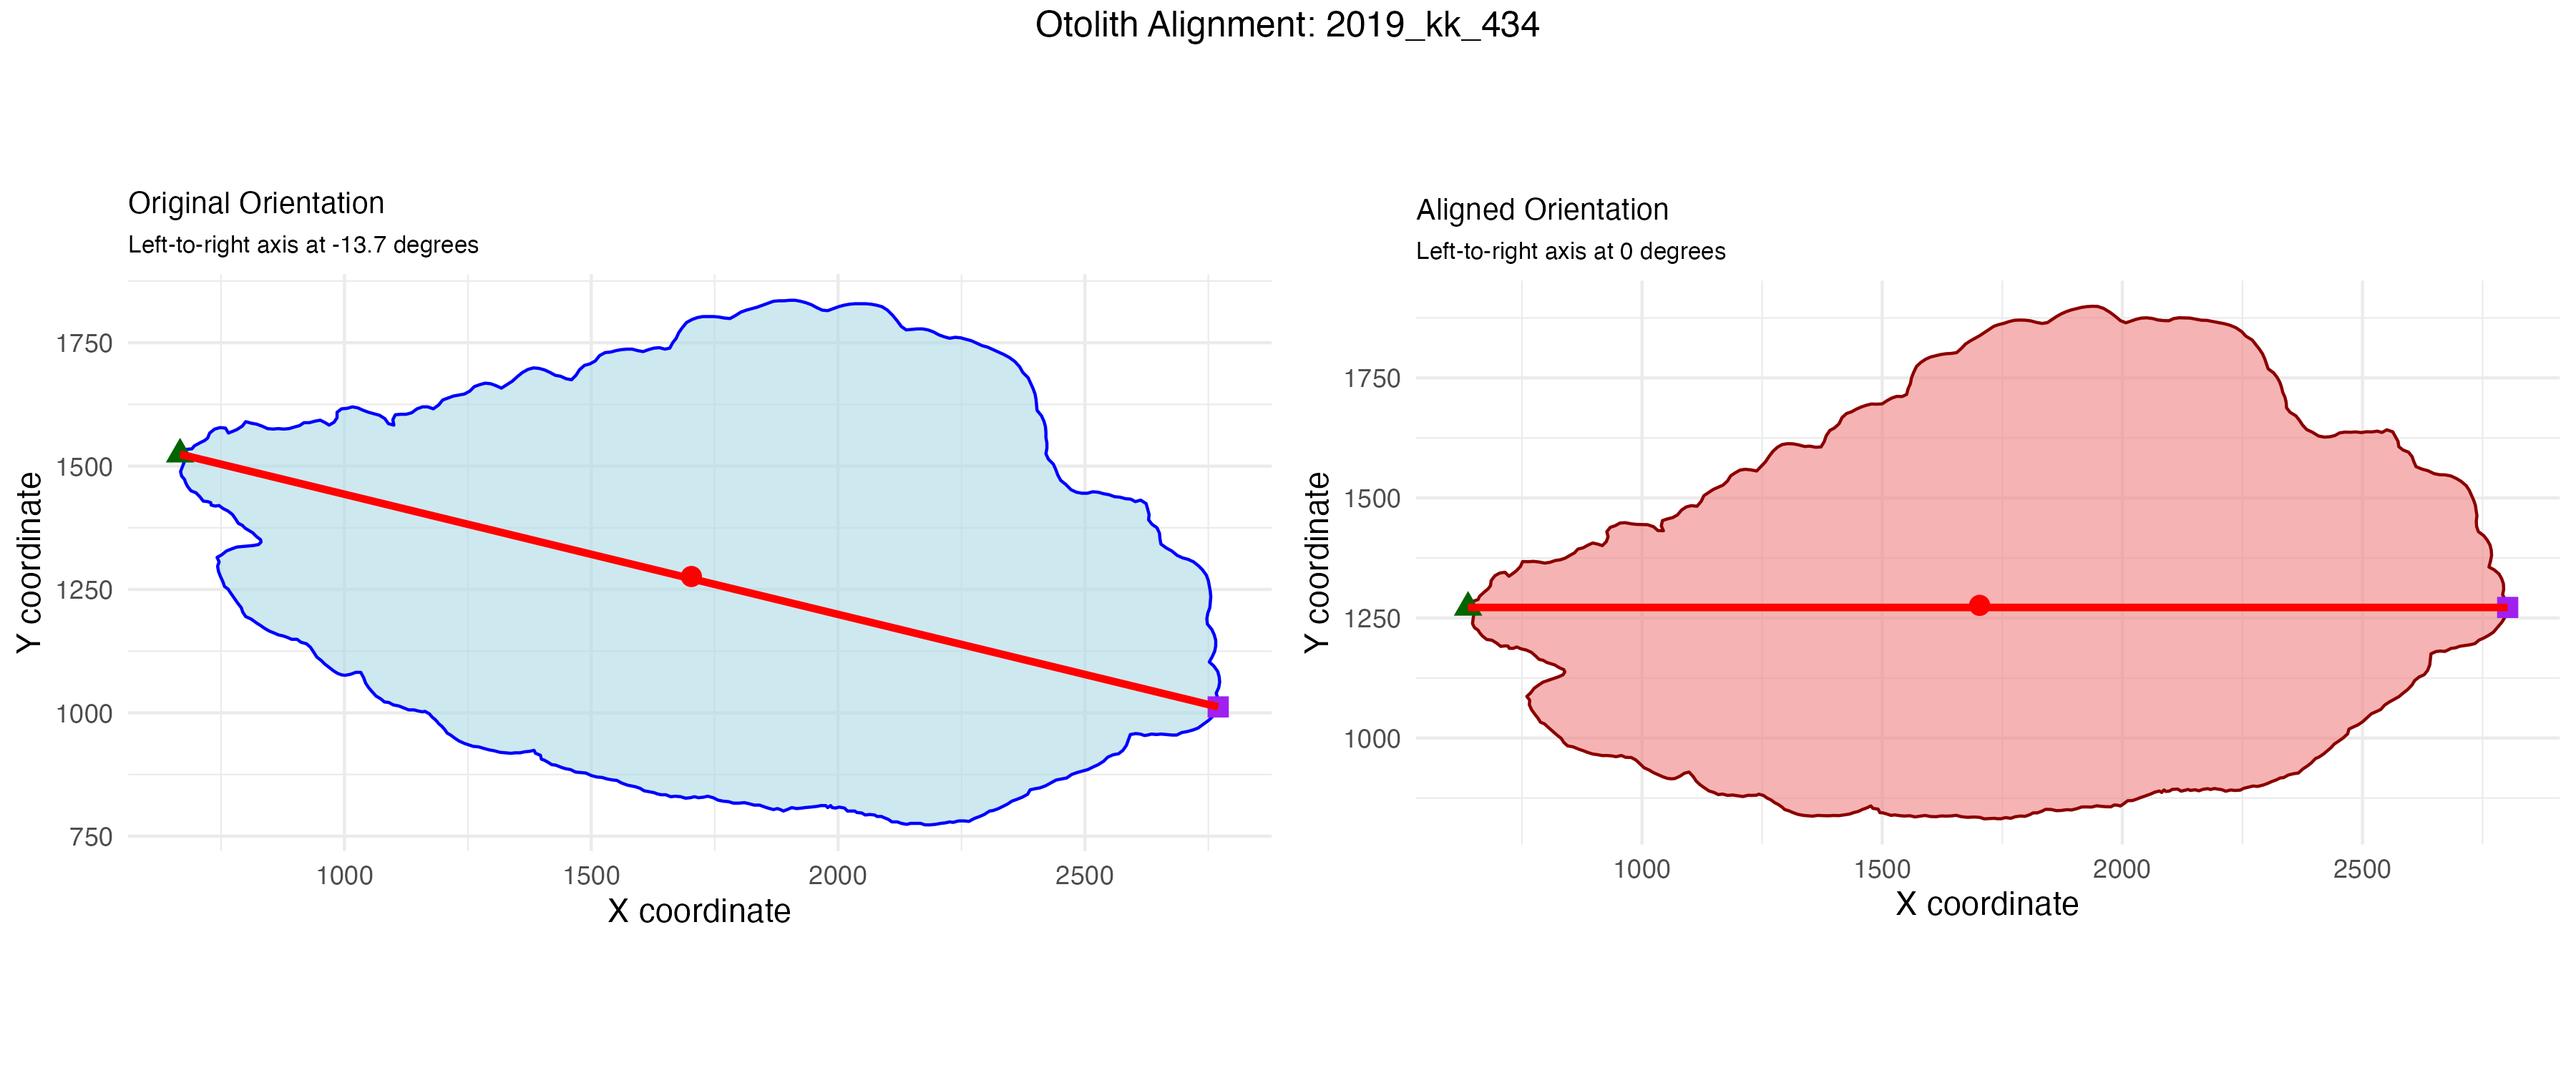 Otolith Alignment: 2019_kk_434
Original Orientation
Left-to-right axis at -13.7 degrees
1750
1500
1250
1000
750
Y coordinate
1000
1500
2000
2500
X coordinate
Aligned Orientation
Left-to-right axis at 0 degrees
1750
1500
1250
1000
Y coordinate
1000
1500
2000
2500
X coordinate